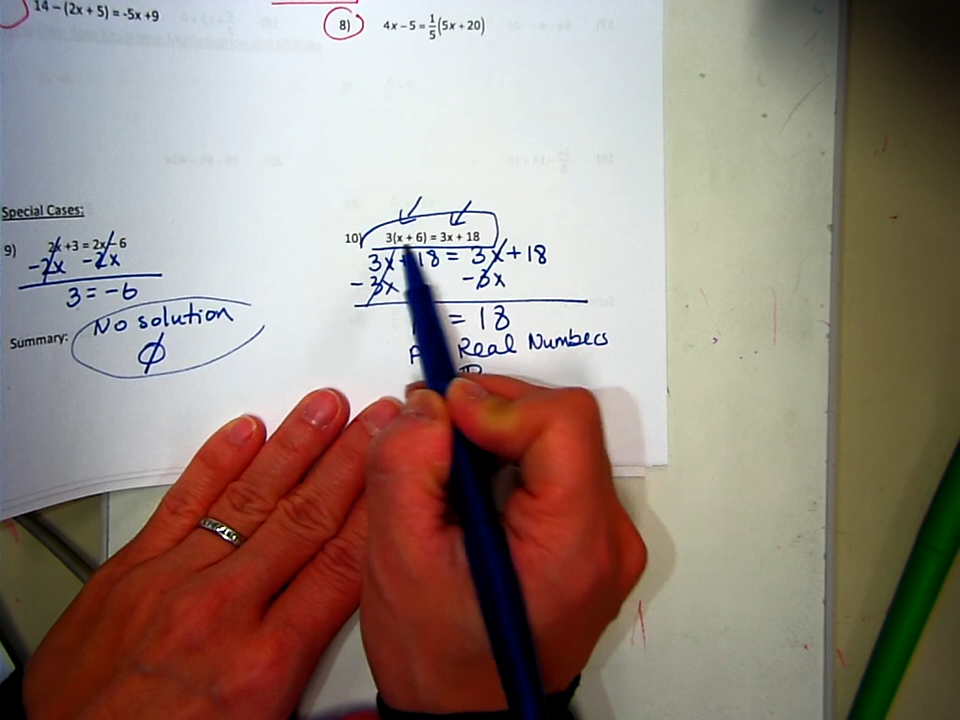 14 – (2x + 5) = -5x +9
8) 4x – 5 = 1/5(5x + 20)
Special Cases:
9) 2x +3 = 2x – 6
-2x -2x
3 = -6
No solution
Summary:
∅
10) 3(x + 6) = 3x + 18
3x + 18 = 3x + 18
- 3x - 3x
= 18
Real Numbers